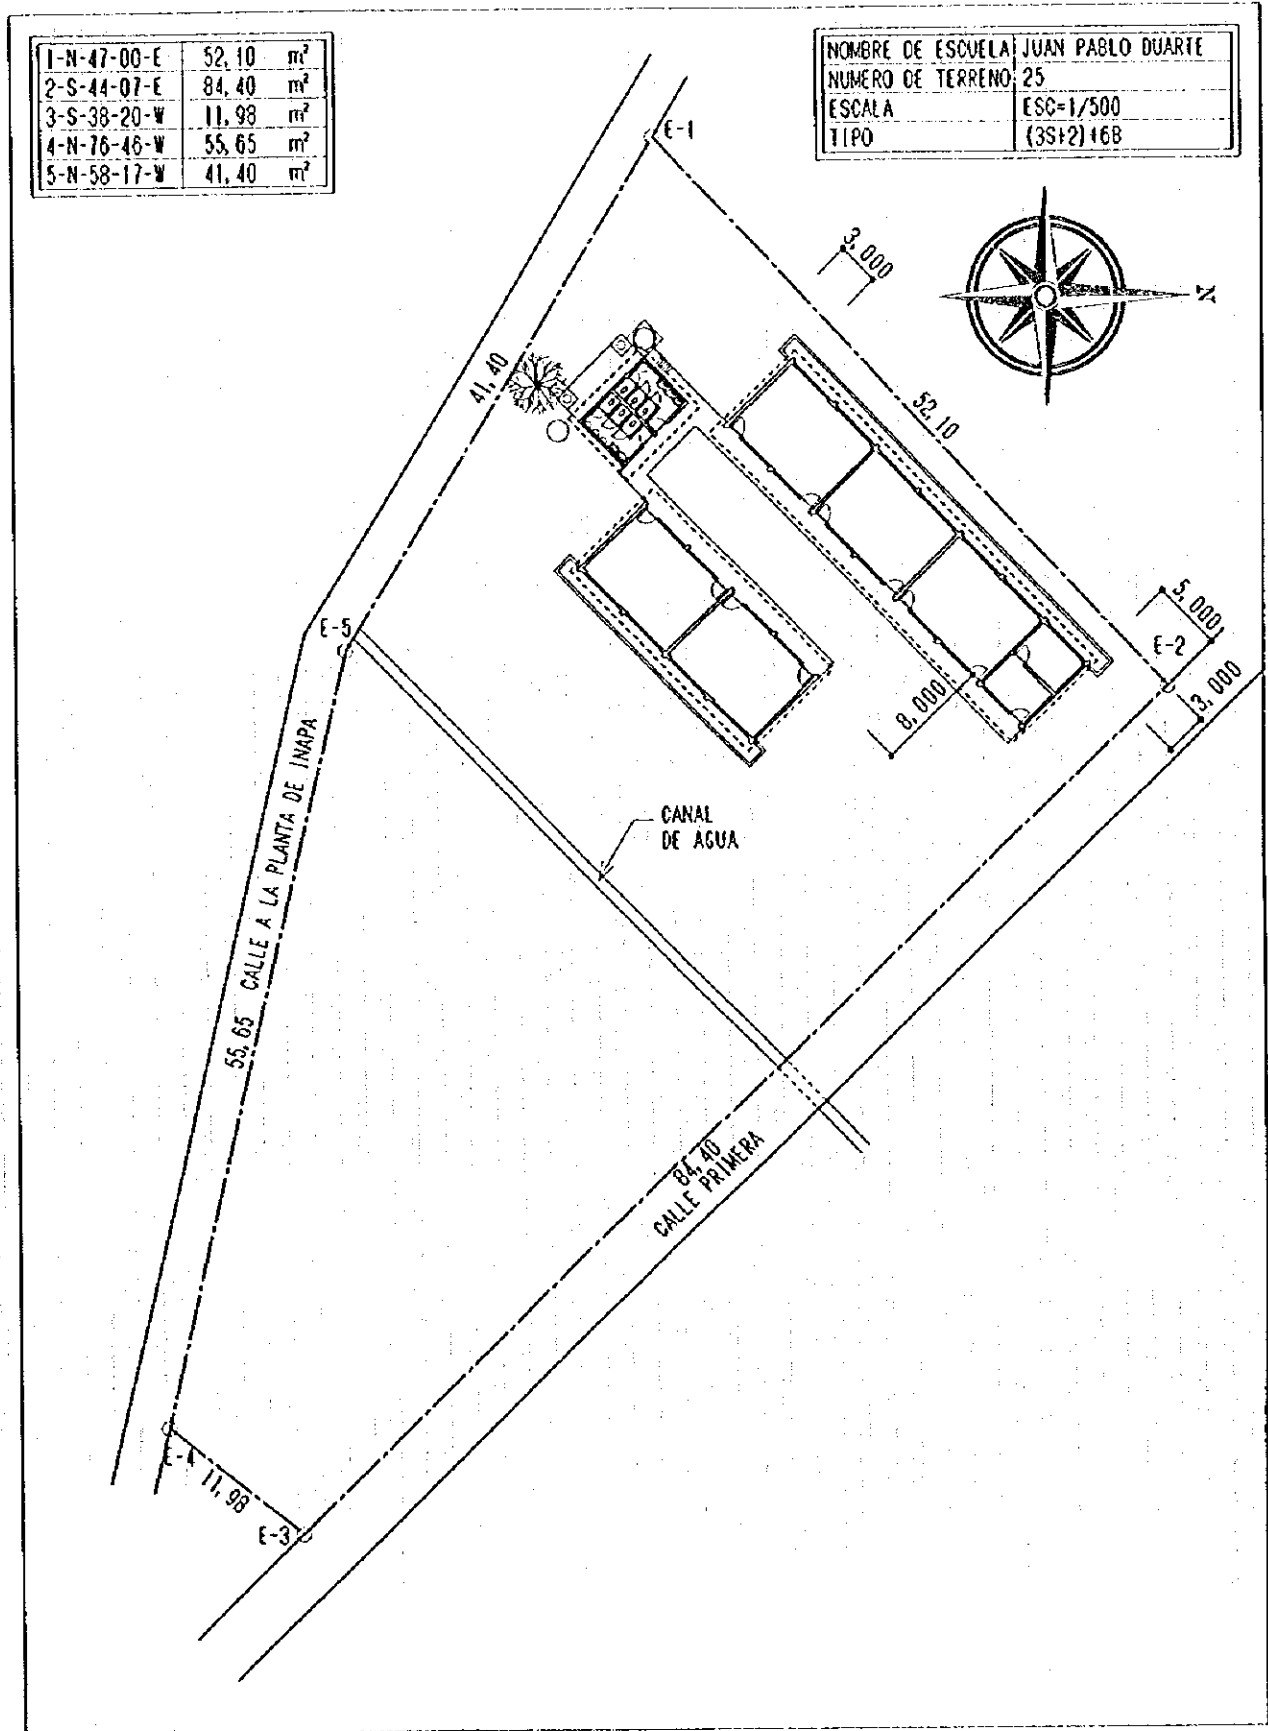 1-N-47-00-E 52,10 m²
2-S-44-07-E 84,40 m²
3-S-38-20-W 11,98 m²
4-N-76-46-W 55,65 m²
5-N-58-17-W 41,40 m²
NOMBRE DE ESCUELA JUAN PABLO DUARTE
NUMERO DE TERRENO 25
ESCALA ESC=1/500
TIPO (3S+2)+6B
E-1
3,000
N
41,40
52,10
5,000
E-5
E-2
8,000
3,000
CANAL
DE AGUA
55,65 CALLE A LA PLANTA DE INAPA
84,40
CALLE PRIMERA
E-4
11,98
E-3